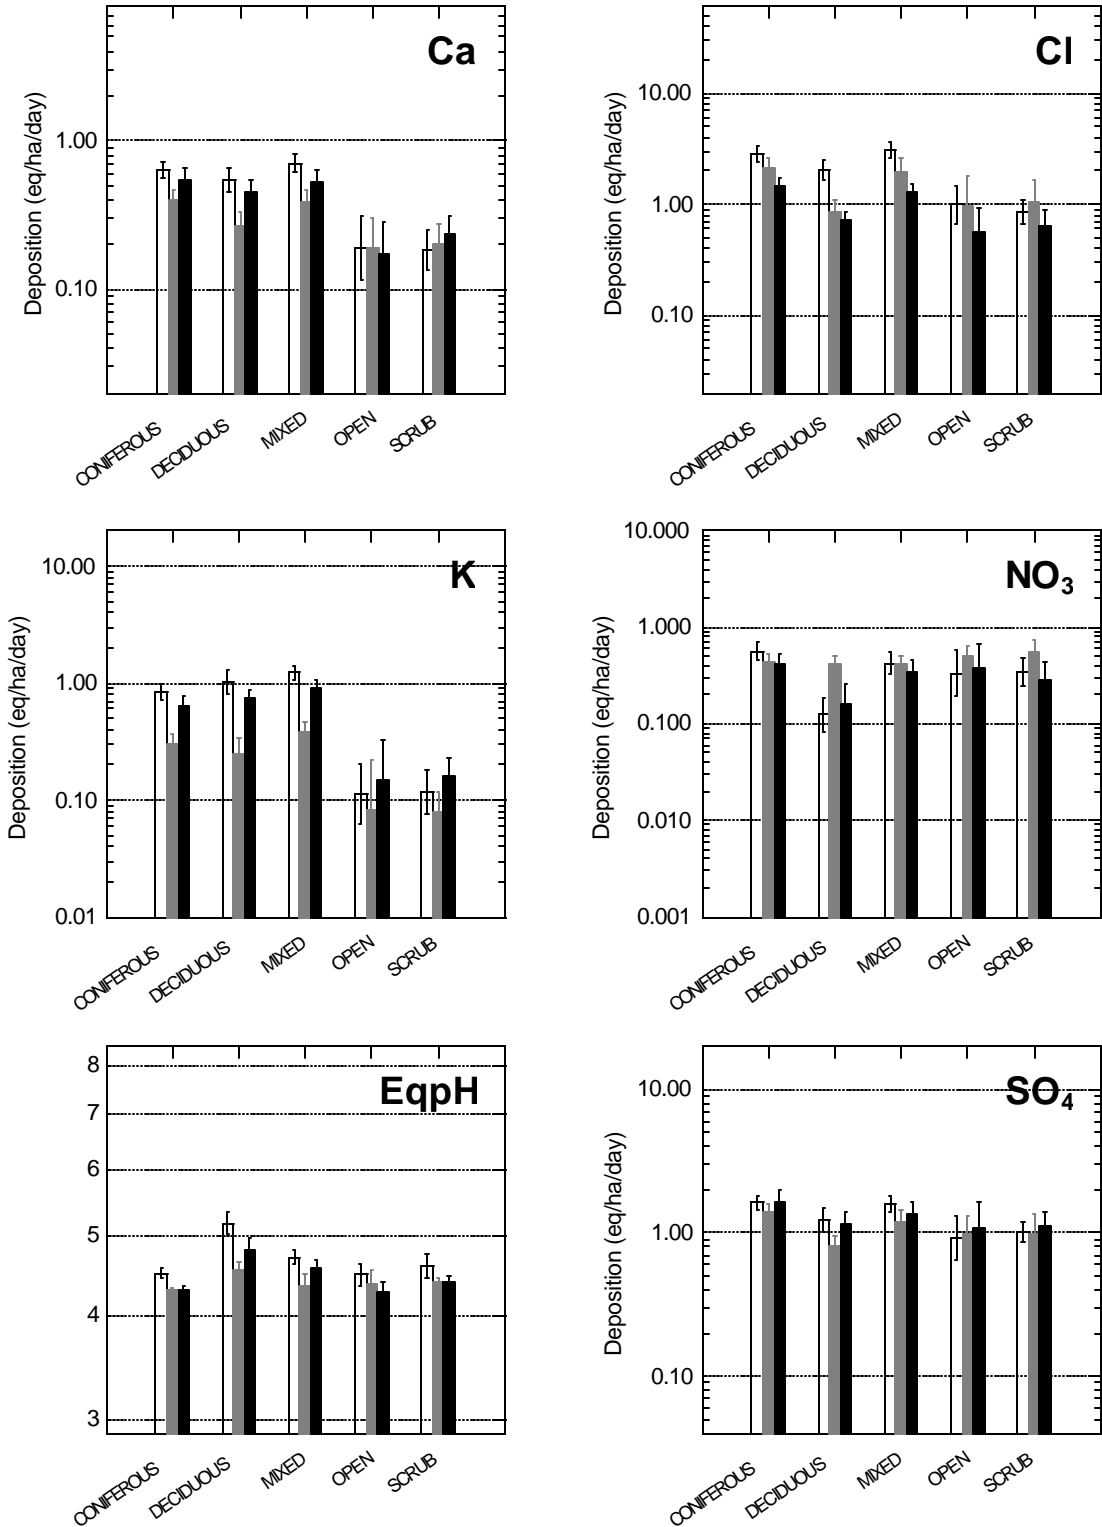 Ca
Deposition (eq/ha/day)
1.00
0.10
CONIFEROUS
DECIDUOUS
MIXED
OPEN
SCRUB
Cl
Deposition (eq/ha/day)
10.00
1.00
0.10
CONIFEROUS
DECIDUOUS
MIXED
OPEN
SCRUB
K
Deposition (eq/ha/day)
10.00
1.00
0.10
0.01
CONIFEROUS
DECIDUOUS
MIXED
OPEN
SCRUB
NO₃
Deposition (eq/ha/day)
10.000
1.000
0.100
0.010
0.001
CONIFEROUS
DECIDUOUS
MIXED
OPEN
SCRUB
EqpH
8
7
6
5
4
3
CONIFEROUS
DECIDUOUS
MIXED
OPEN
SCRUB
SO₄
Deposition (eq/ha/day)
10.00
1.00
0.10
CONIFEROUS
DECIDUOUS
MIXED
OPEN
SCRUB